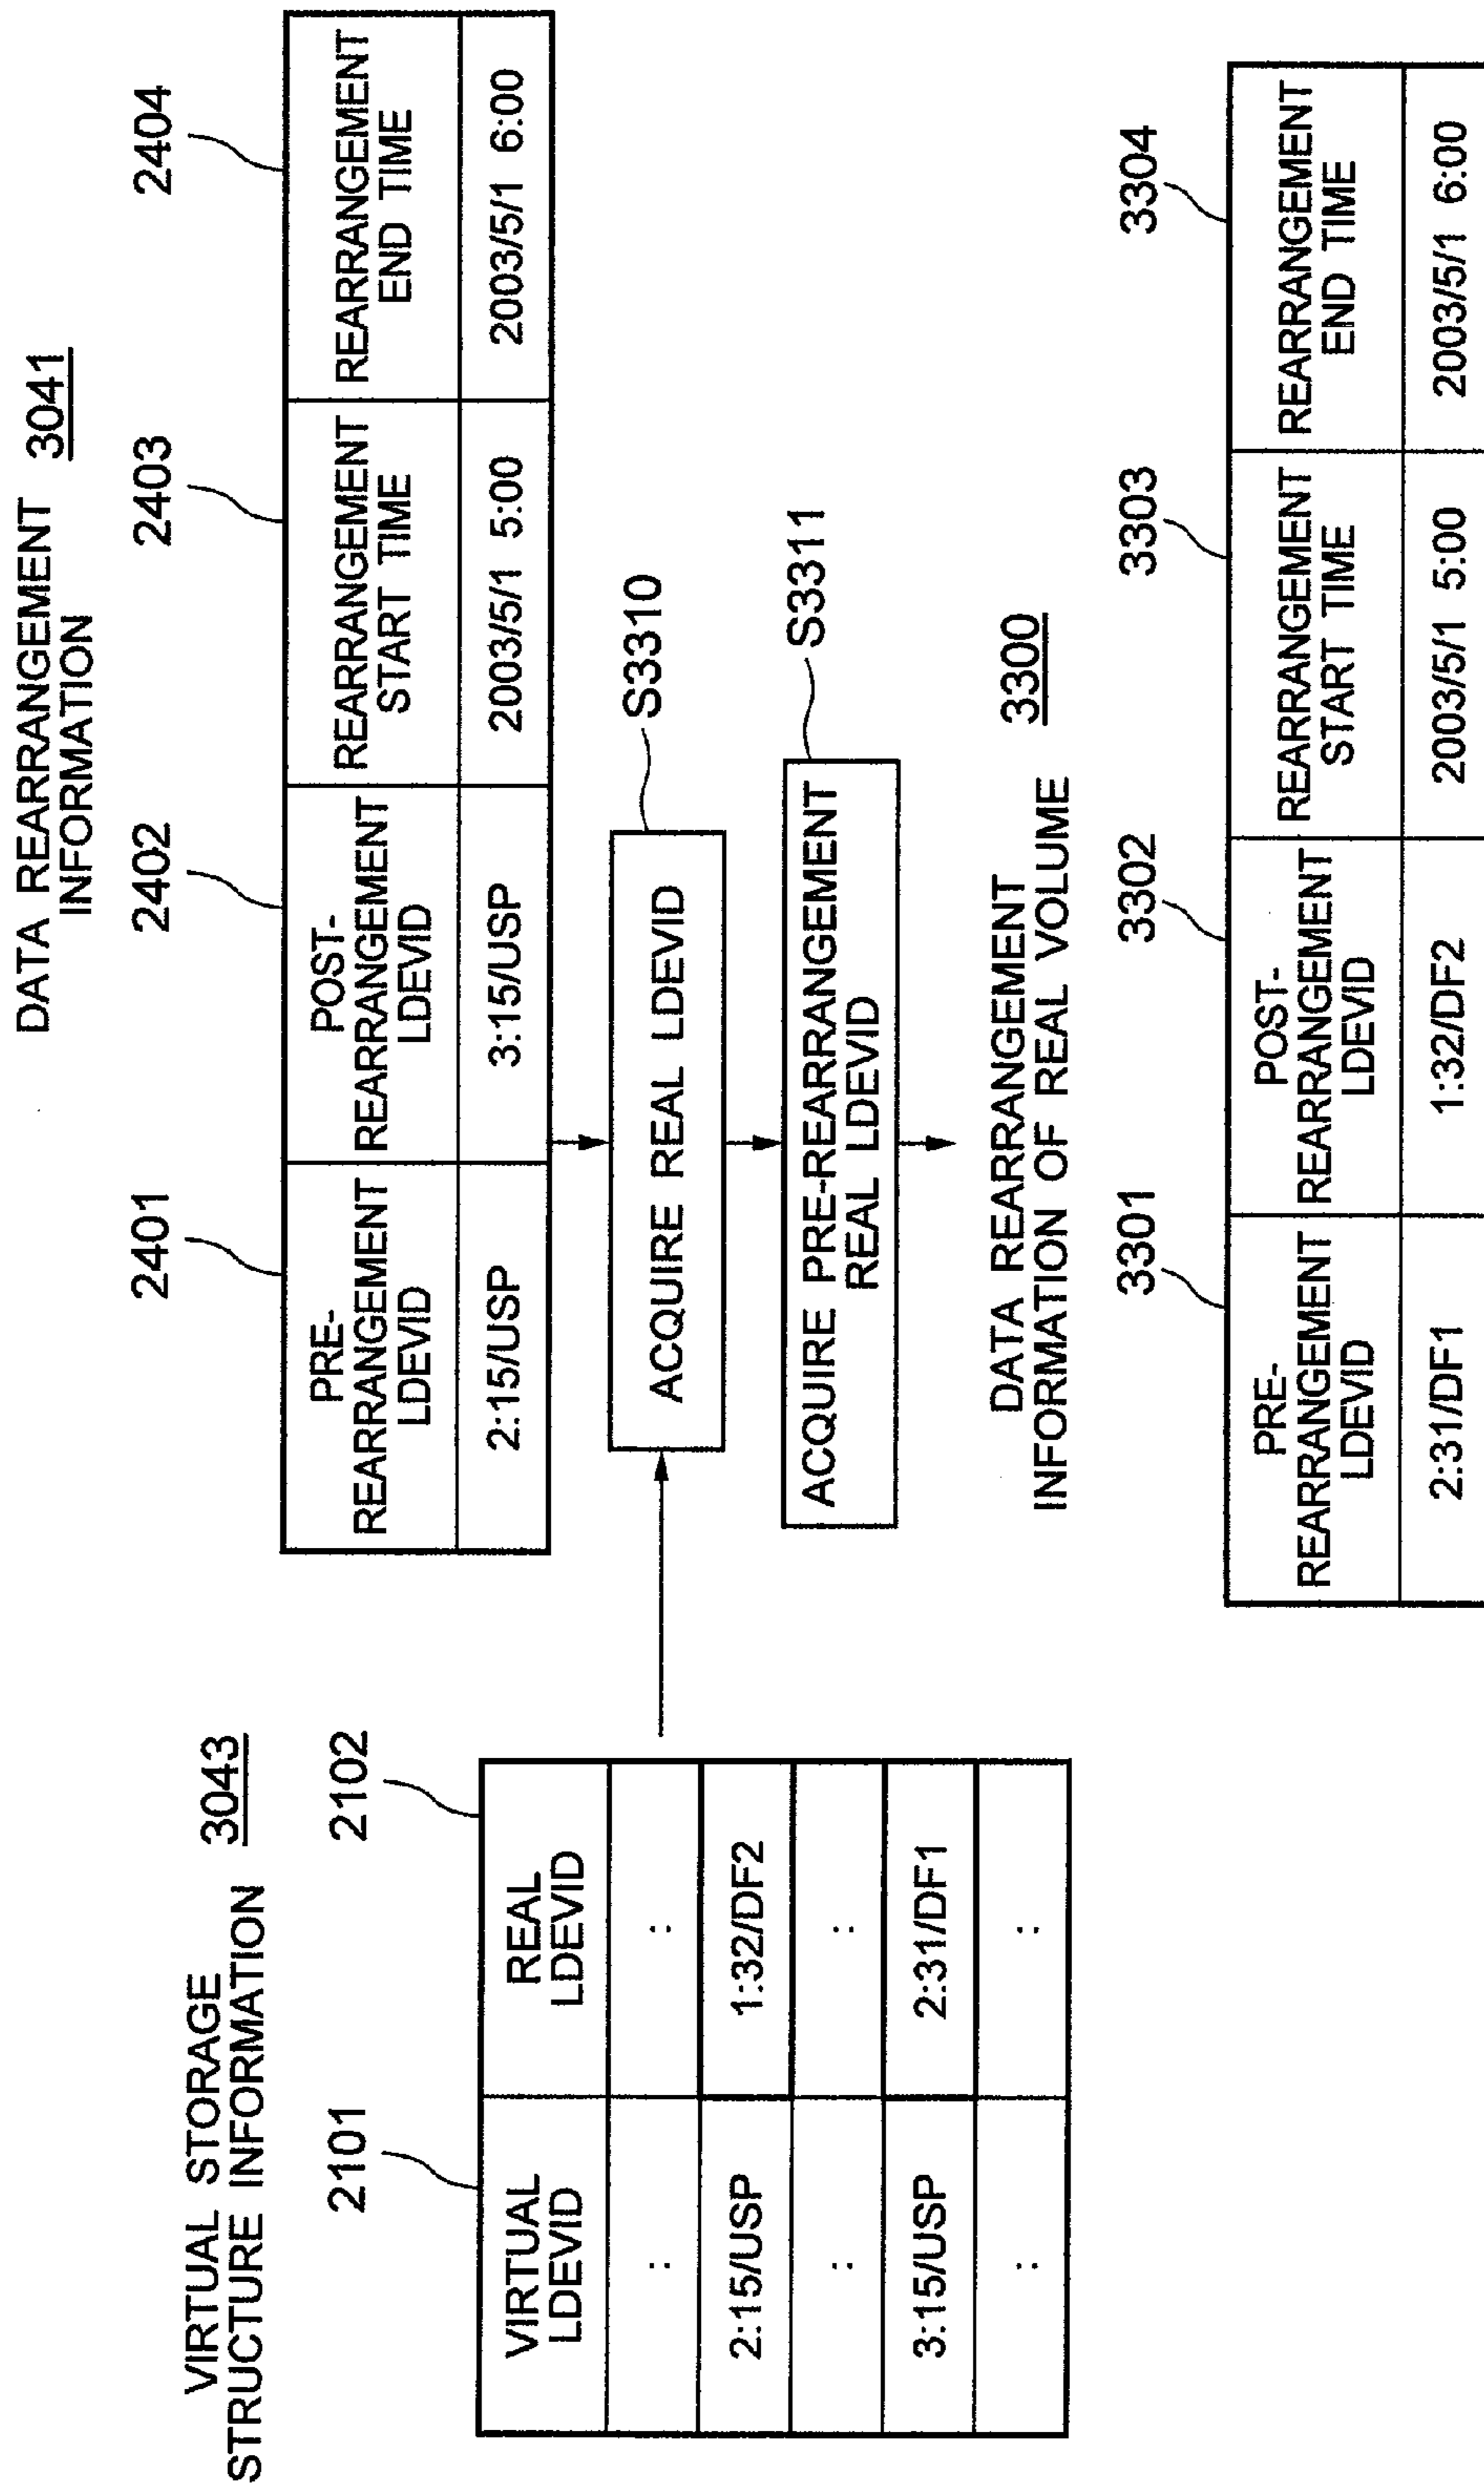 DATA REARRANGEMENT
INFORMATION
3041
2401
2402
2403
2404
PRE-
REARRANGEMENT
LDEVID
POST-
REARRANGEMENT
LDEVID
REARRANGEMENT
START TIME
REARRANGEMENT
END TIME
2:15/USP
3:15/USP
2003/5/1 5:00
2003/5/1 6:00
VIRTUAL STORAGE
STRUCTURE INFORMATION
3043
2101
2102
VIRTUAL
LDEVID
REAL
LDEVID
:
:
2:15/USP
1:32/DF2
:
:
3:15/USP
2:31/DF1
:
:
ACQUIRE REAL LDEVID
S3310
ACQUIRE PRE-REARRANGEMENT
REAL LDEVID
S3311
DATA REARRANGEMENT
INFORMATION OF REAL VOLUME
3300
3301
3302
3303
3304
PRE-
REARRANGEMENT
LDEVID
POST-
REARRANGEMENT
LDEVID
REARRANGEMENT
START TIME
REARRANGEMENT
END TIME
2:31/DF1
1:32/DF2
2003/5/1 5:00
2003/5/1 6:00